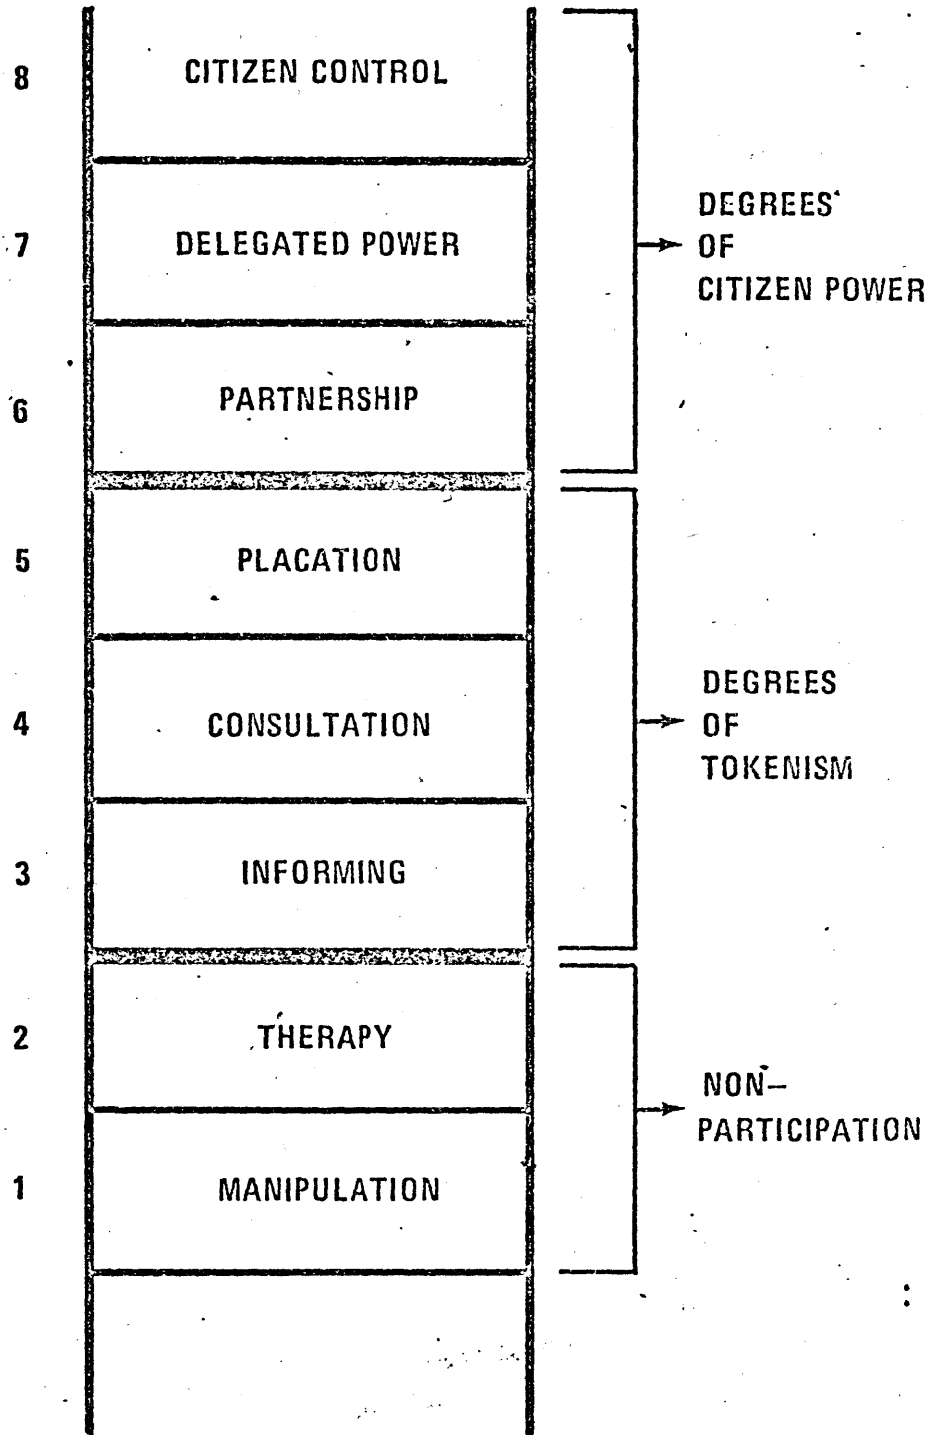 8 CITIZEN CONTROL
7 DELEGATED POWER
DEGREES
OF
CITIZEN POWER
6 PARTNERSHIP
5 PLACATION
4 CONSULTATION
DEGREES
OF
TOKENISM
3 INFORMING
2 THERAPY
1 MANIPULATION
NON–
PARTICIPATION